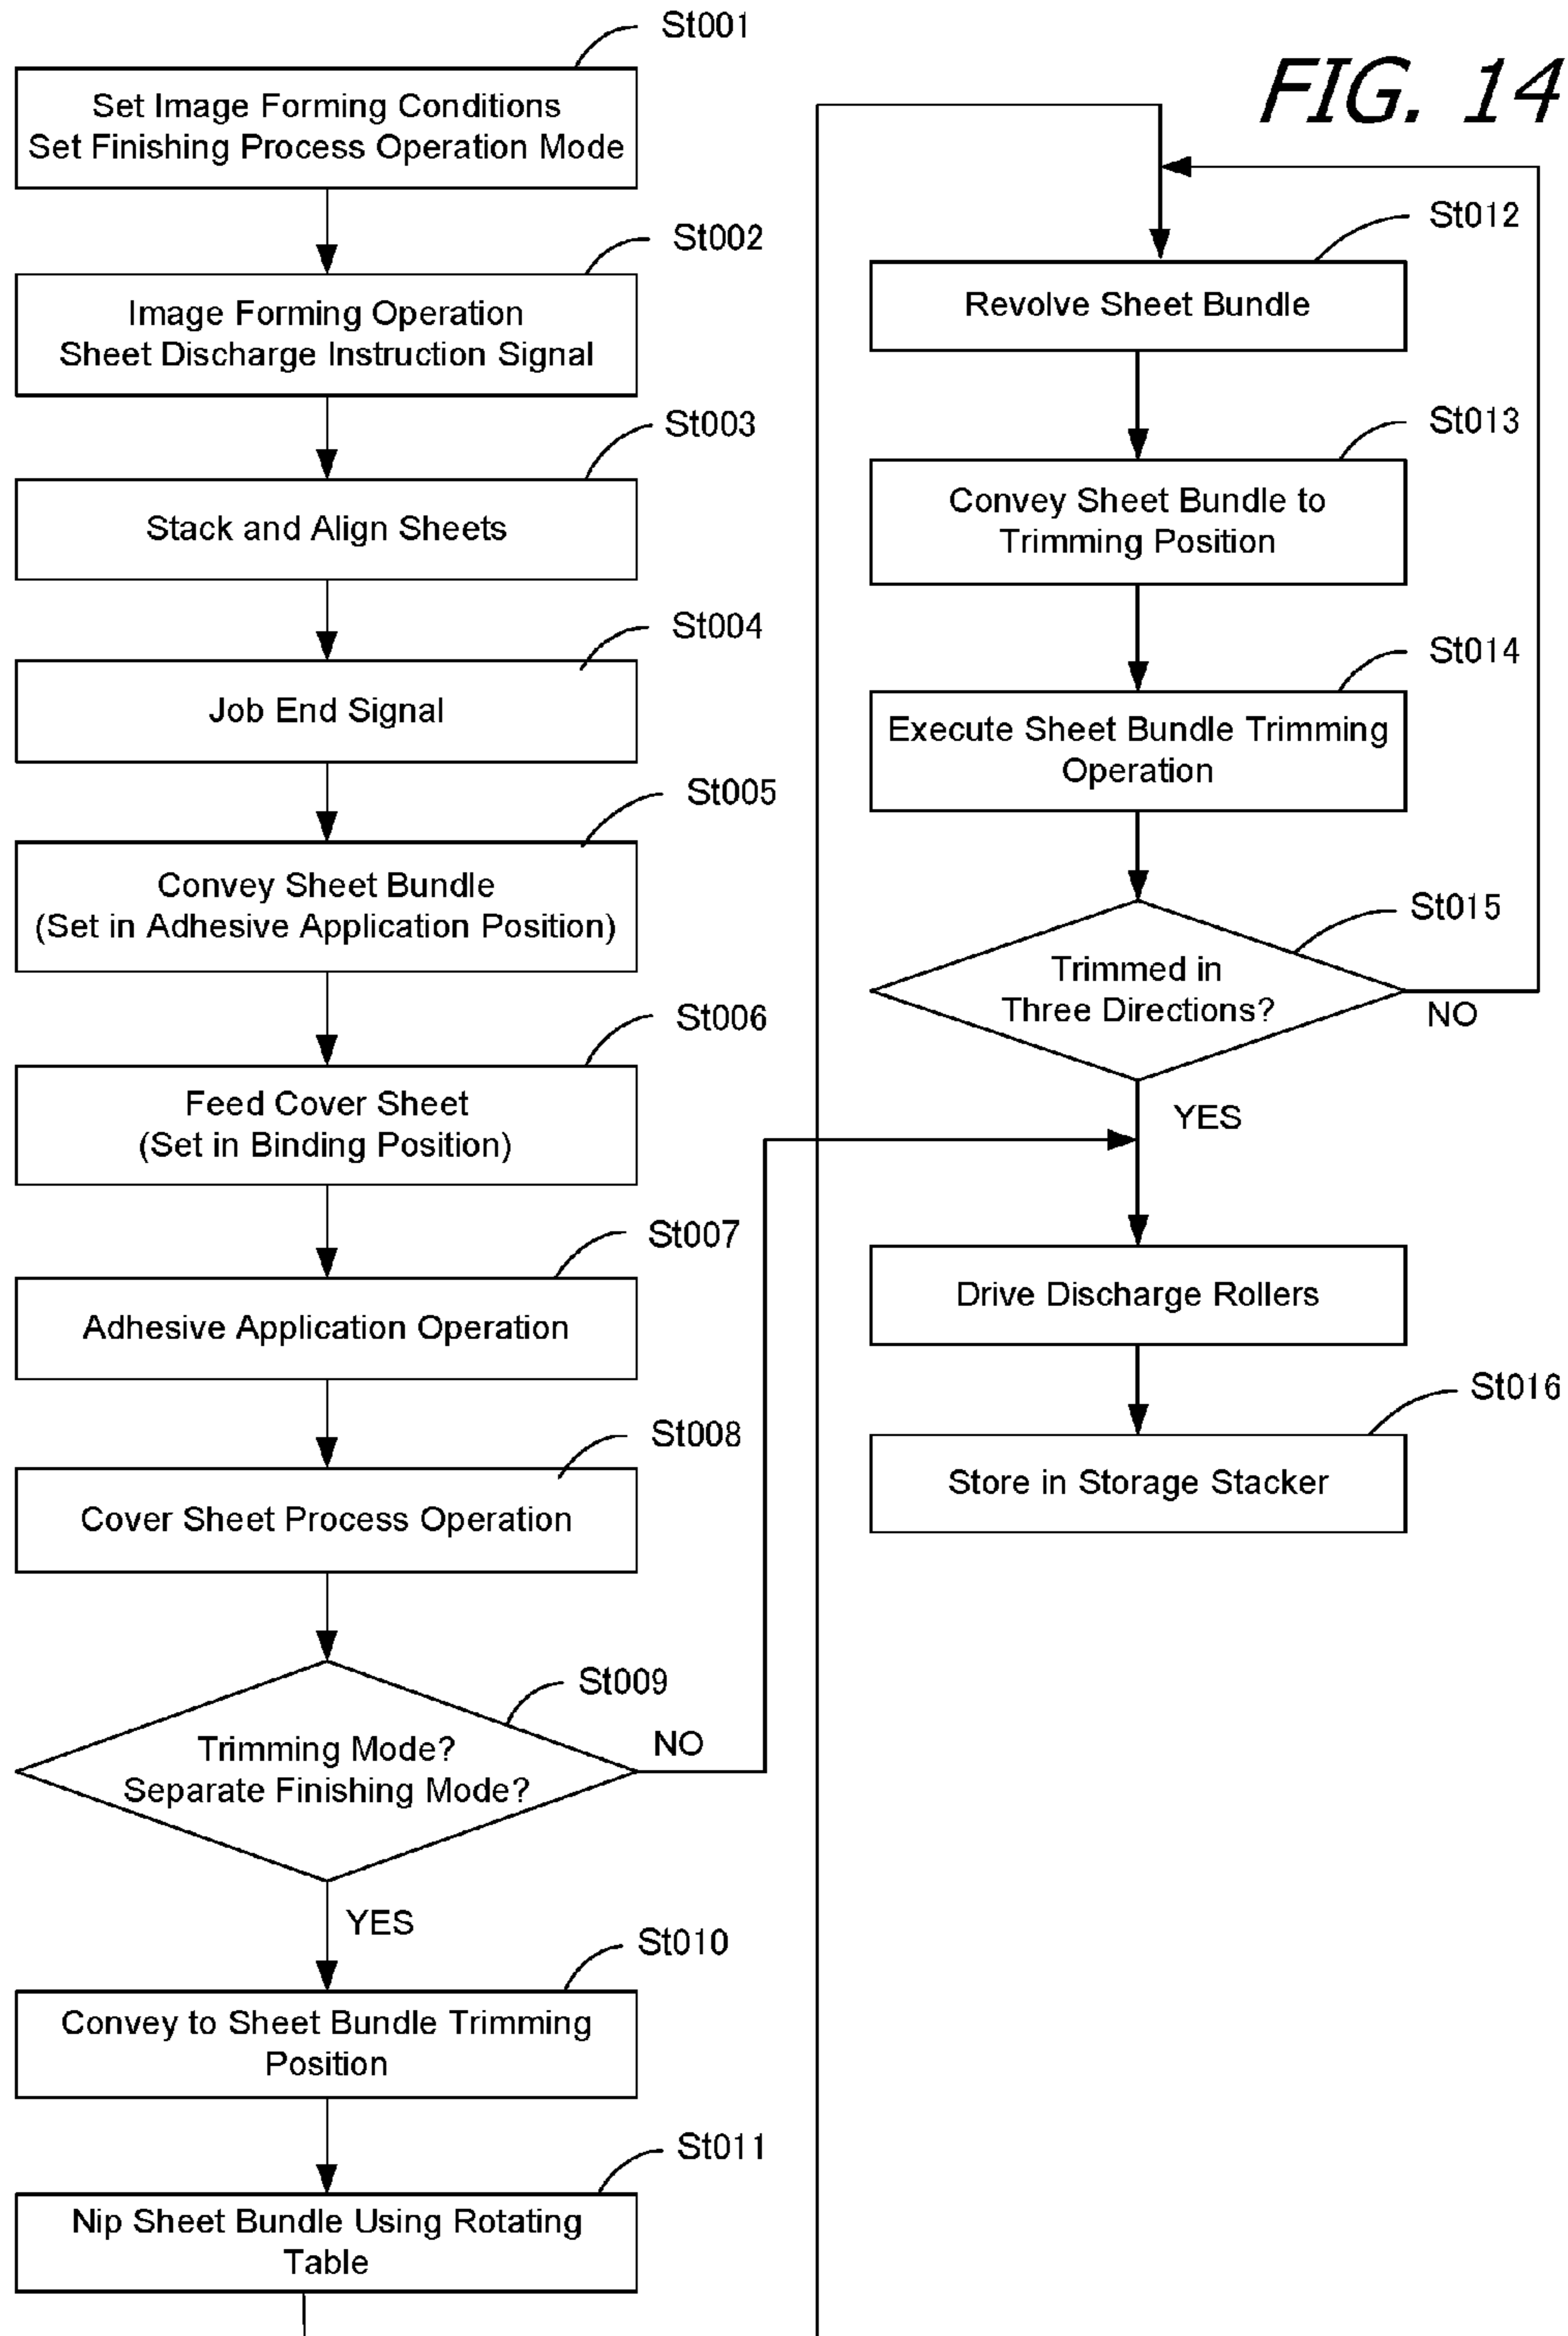 FIG. 14
St001
Set Image Forming Conditions
Set Finishing Process Operation Mode
St002
Image Forming Operation
Sheet Discharge Instruction Signal
St003
Stack and Align Sheets
St004
Job End Signal
St005
Convey Sheet Bundle
(Set in Adhesive Application Position)
St006
Feed Cover Sheet
(Set in Binding Position)
St007
Adhesive Application Operation
St008
Cover Sheet Process Operation
St009
Trimming Mode?
Separate Finishing Mode?
NO
YES
St010
Convey to Sheet Bundle Trimming
Position
St011
Nip Sheet Bundle Using Rotating
Table
St012
Revolve Sheet Bundle
St013
Convey Sheet Bundle to
Trimming Position
St014
Execute Sheet Bundle Trimming
Operation
St015
Trimmed in
Three Directions?
NO
YES
Drive Discharge Rollers
St016
Store in Storage Stacker